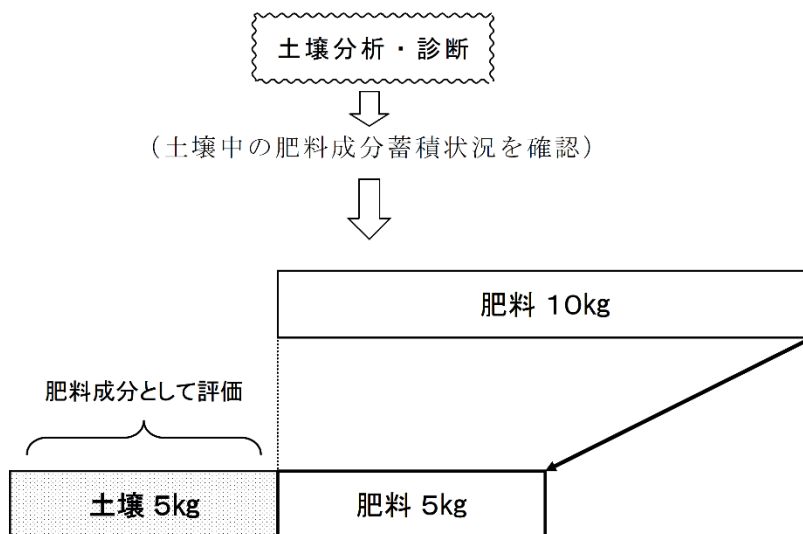 土壌分析・診断
（土壌中の肥料成分蓄積状況を確認）
肥料 10kg
肥料成分として評価
土壌 5kg
肥料 5kg